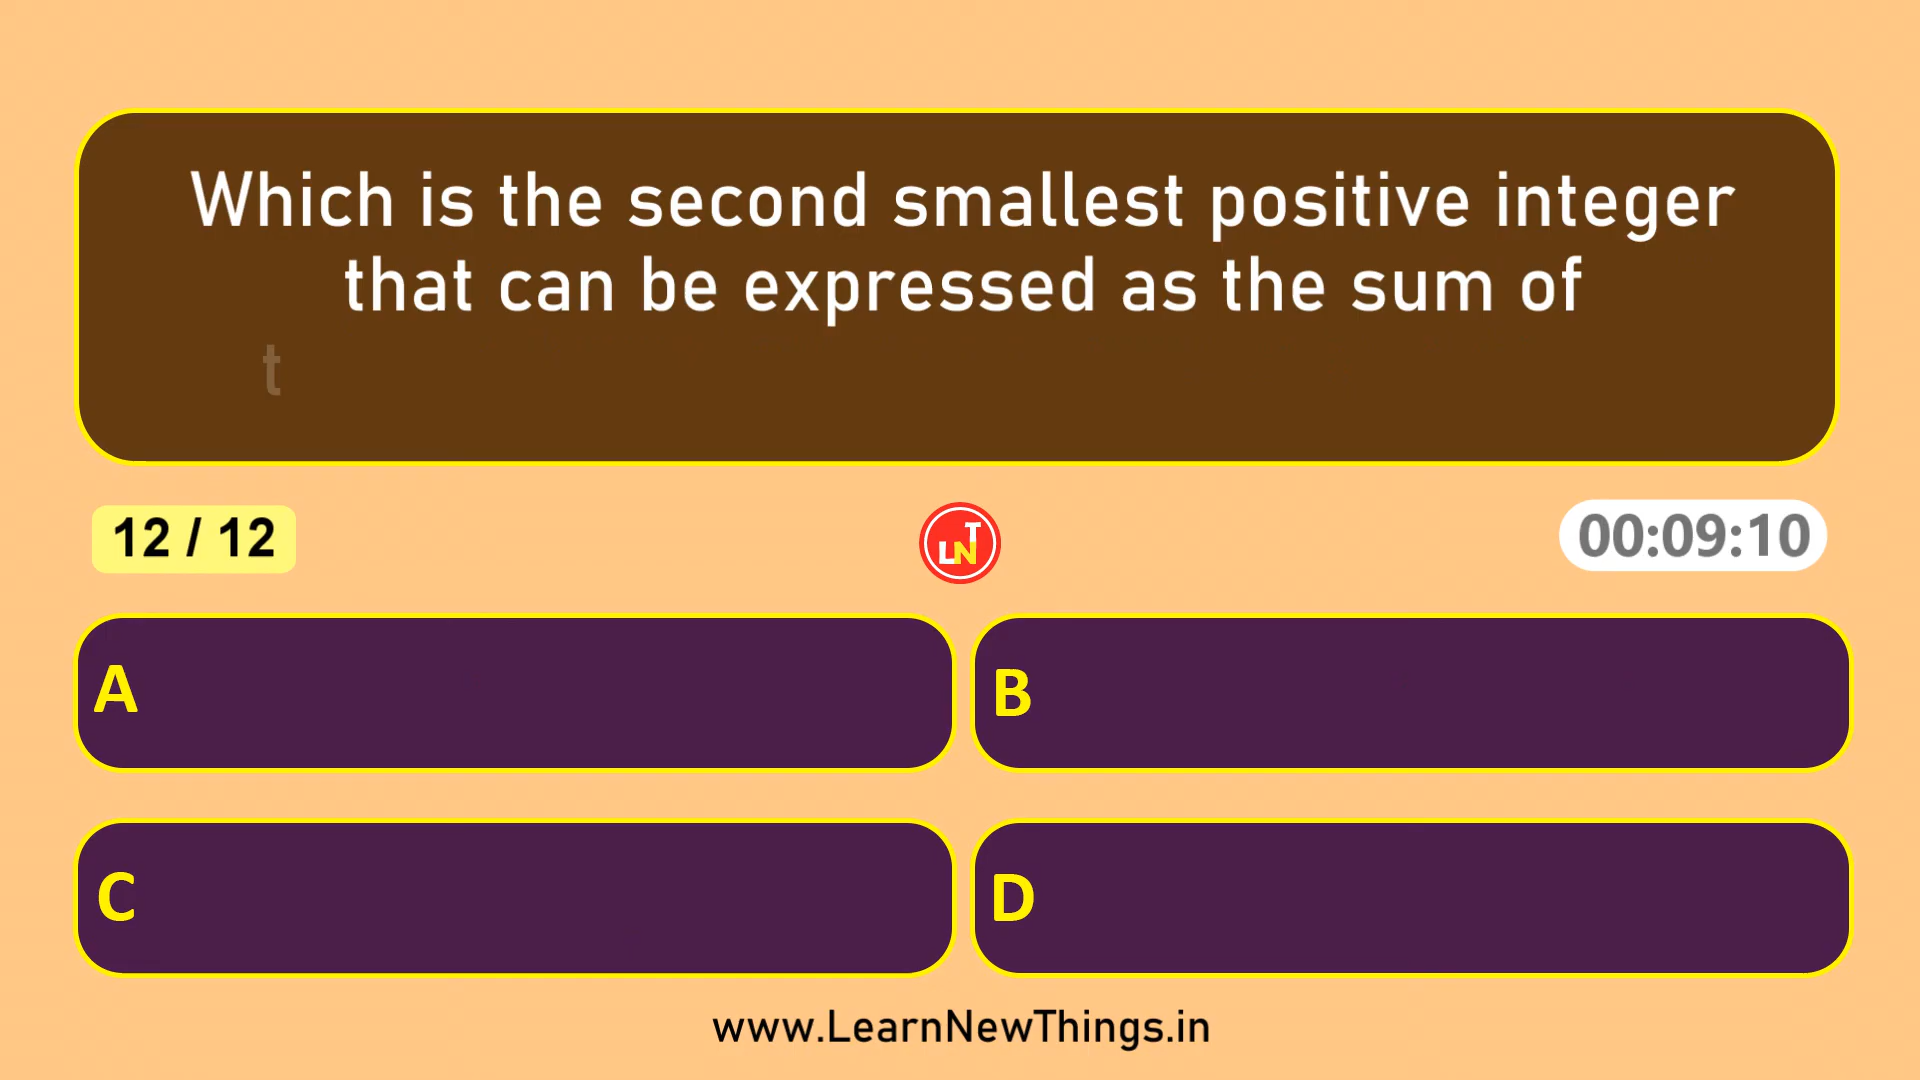 Which is the second smallest positive integer
that can be expressed as the sum of
t
12 / 12
LNT
00:09:10
A
B
C
D
www.LearnNewThings.in